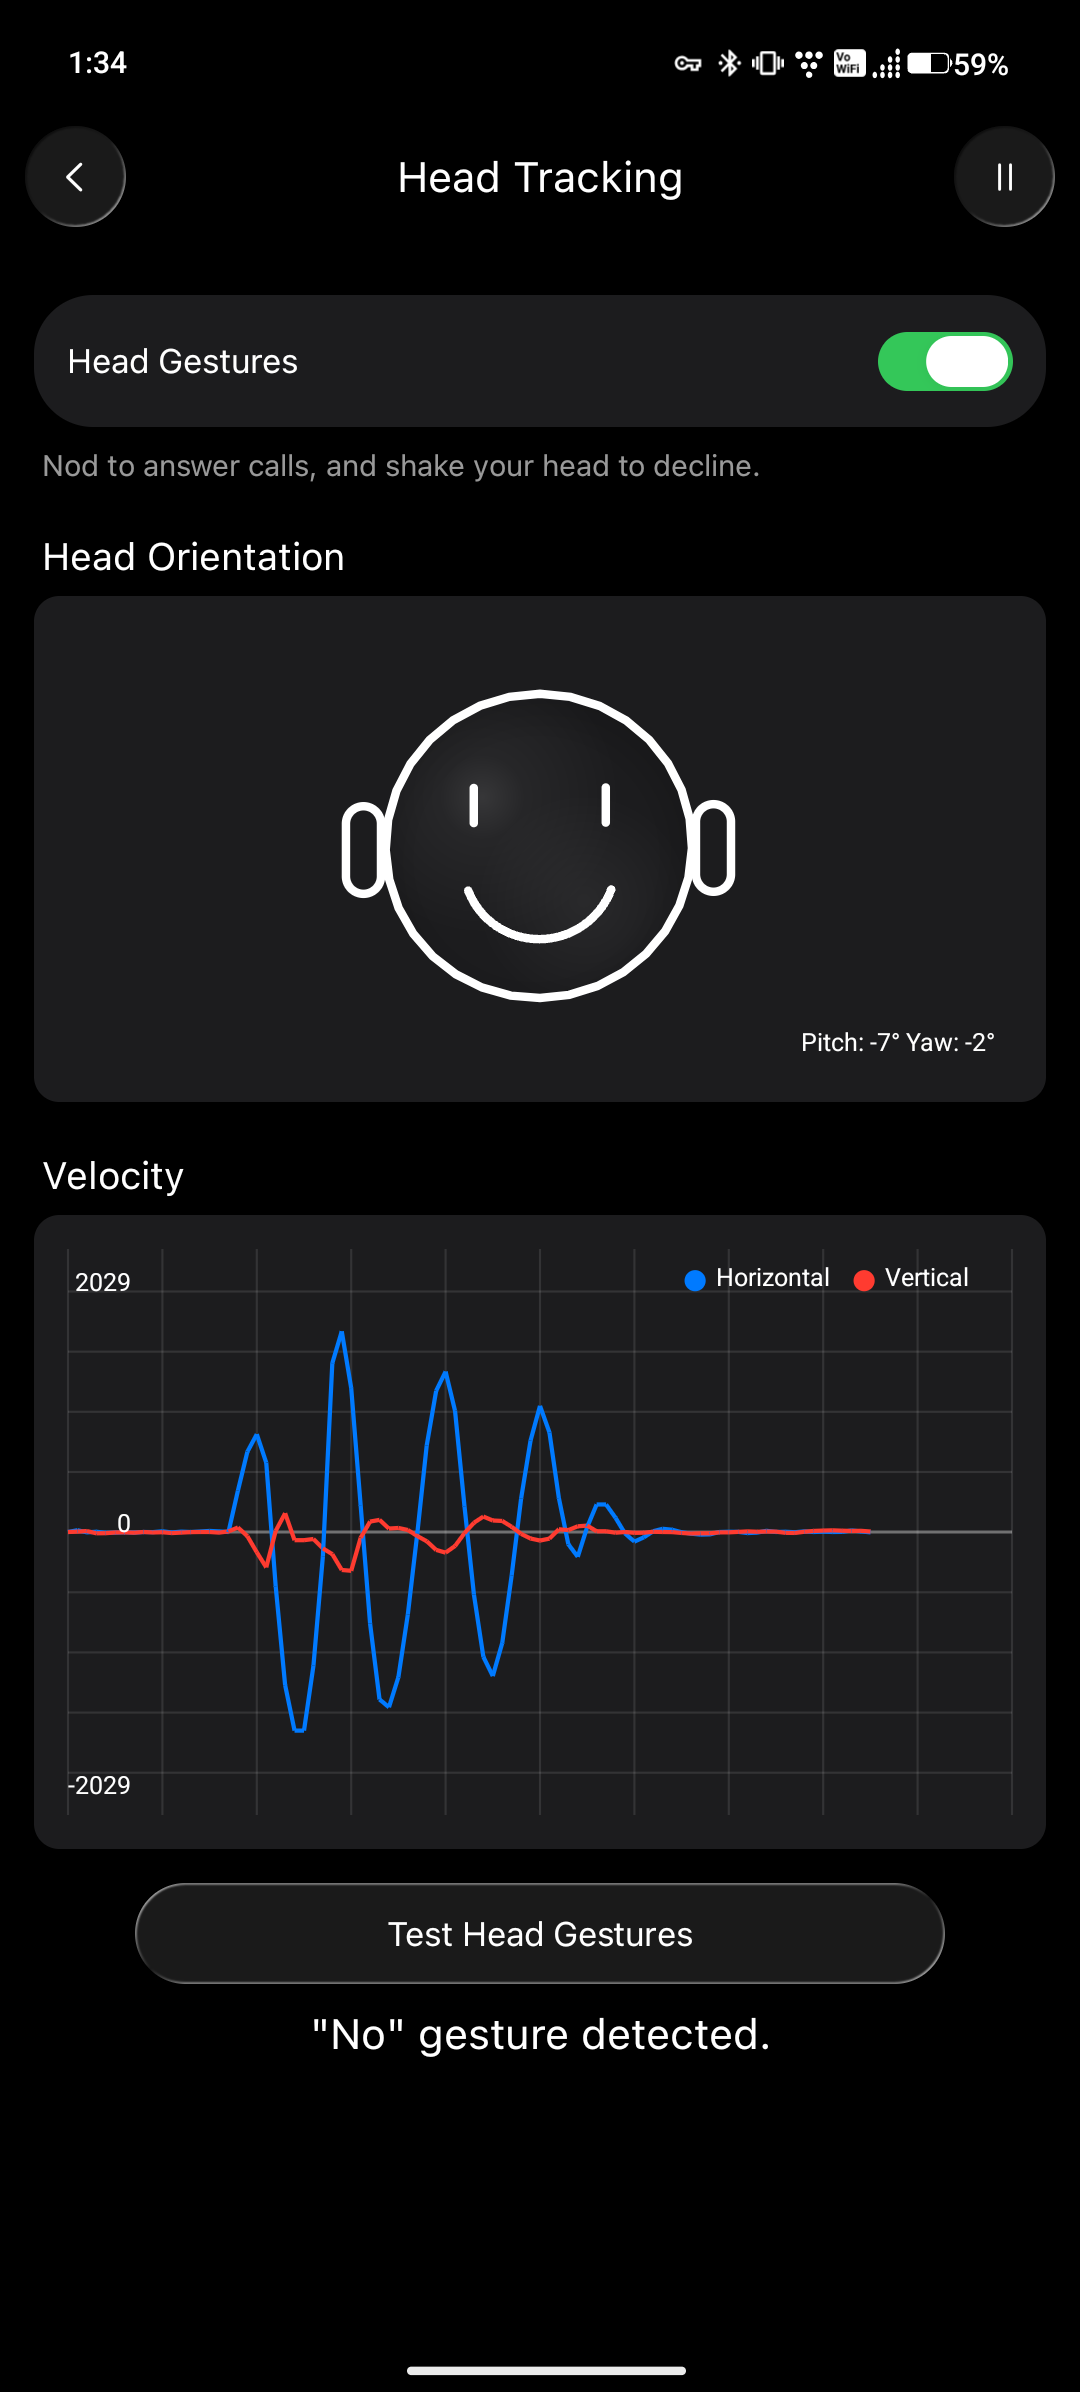 1:34
Vo
WiFi
59%
Head Tracking
Head Gestures
Nod to answer calls, and shake your head to decline.
Head Orientation
Pitch: -7° Yaw: -2°
Velocity
2029
Horizontal
Vertical
0
-2029
Test Head Gestures
"No" gesture detected.